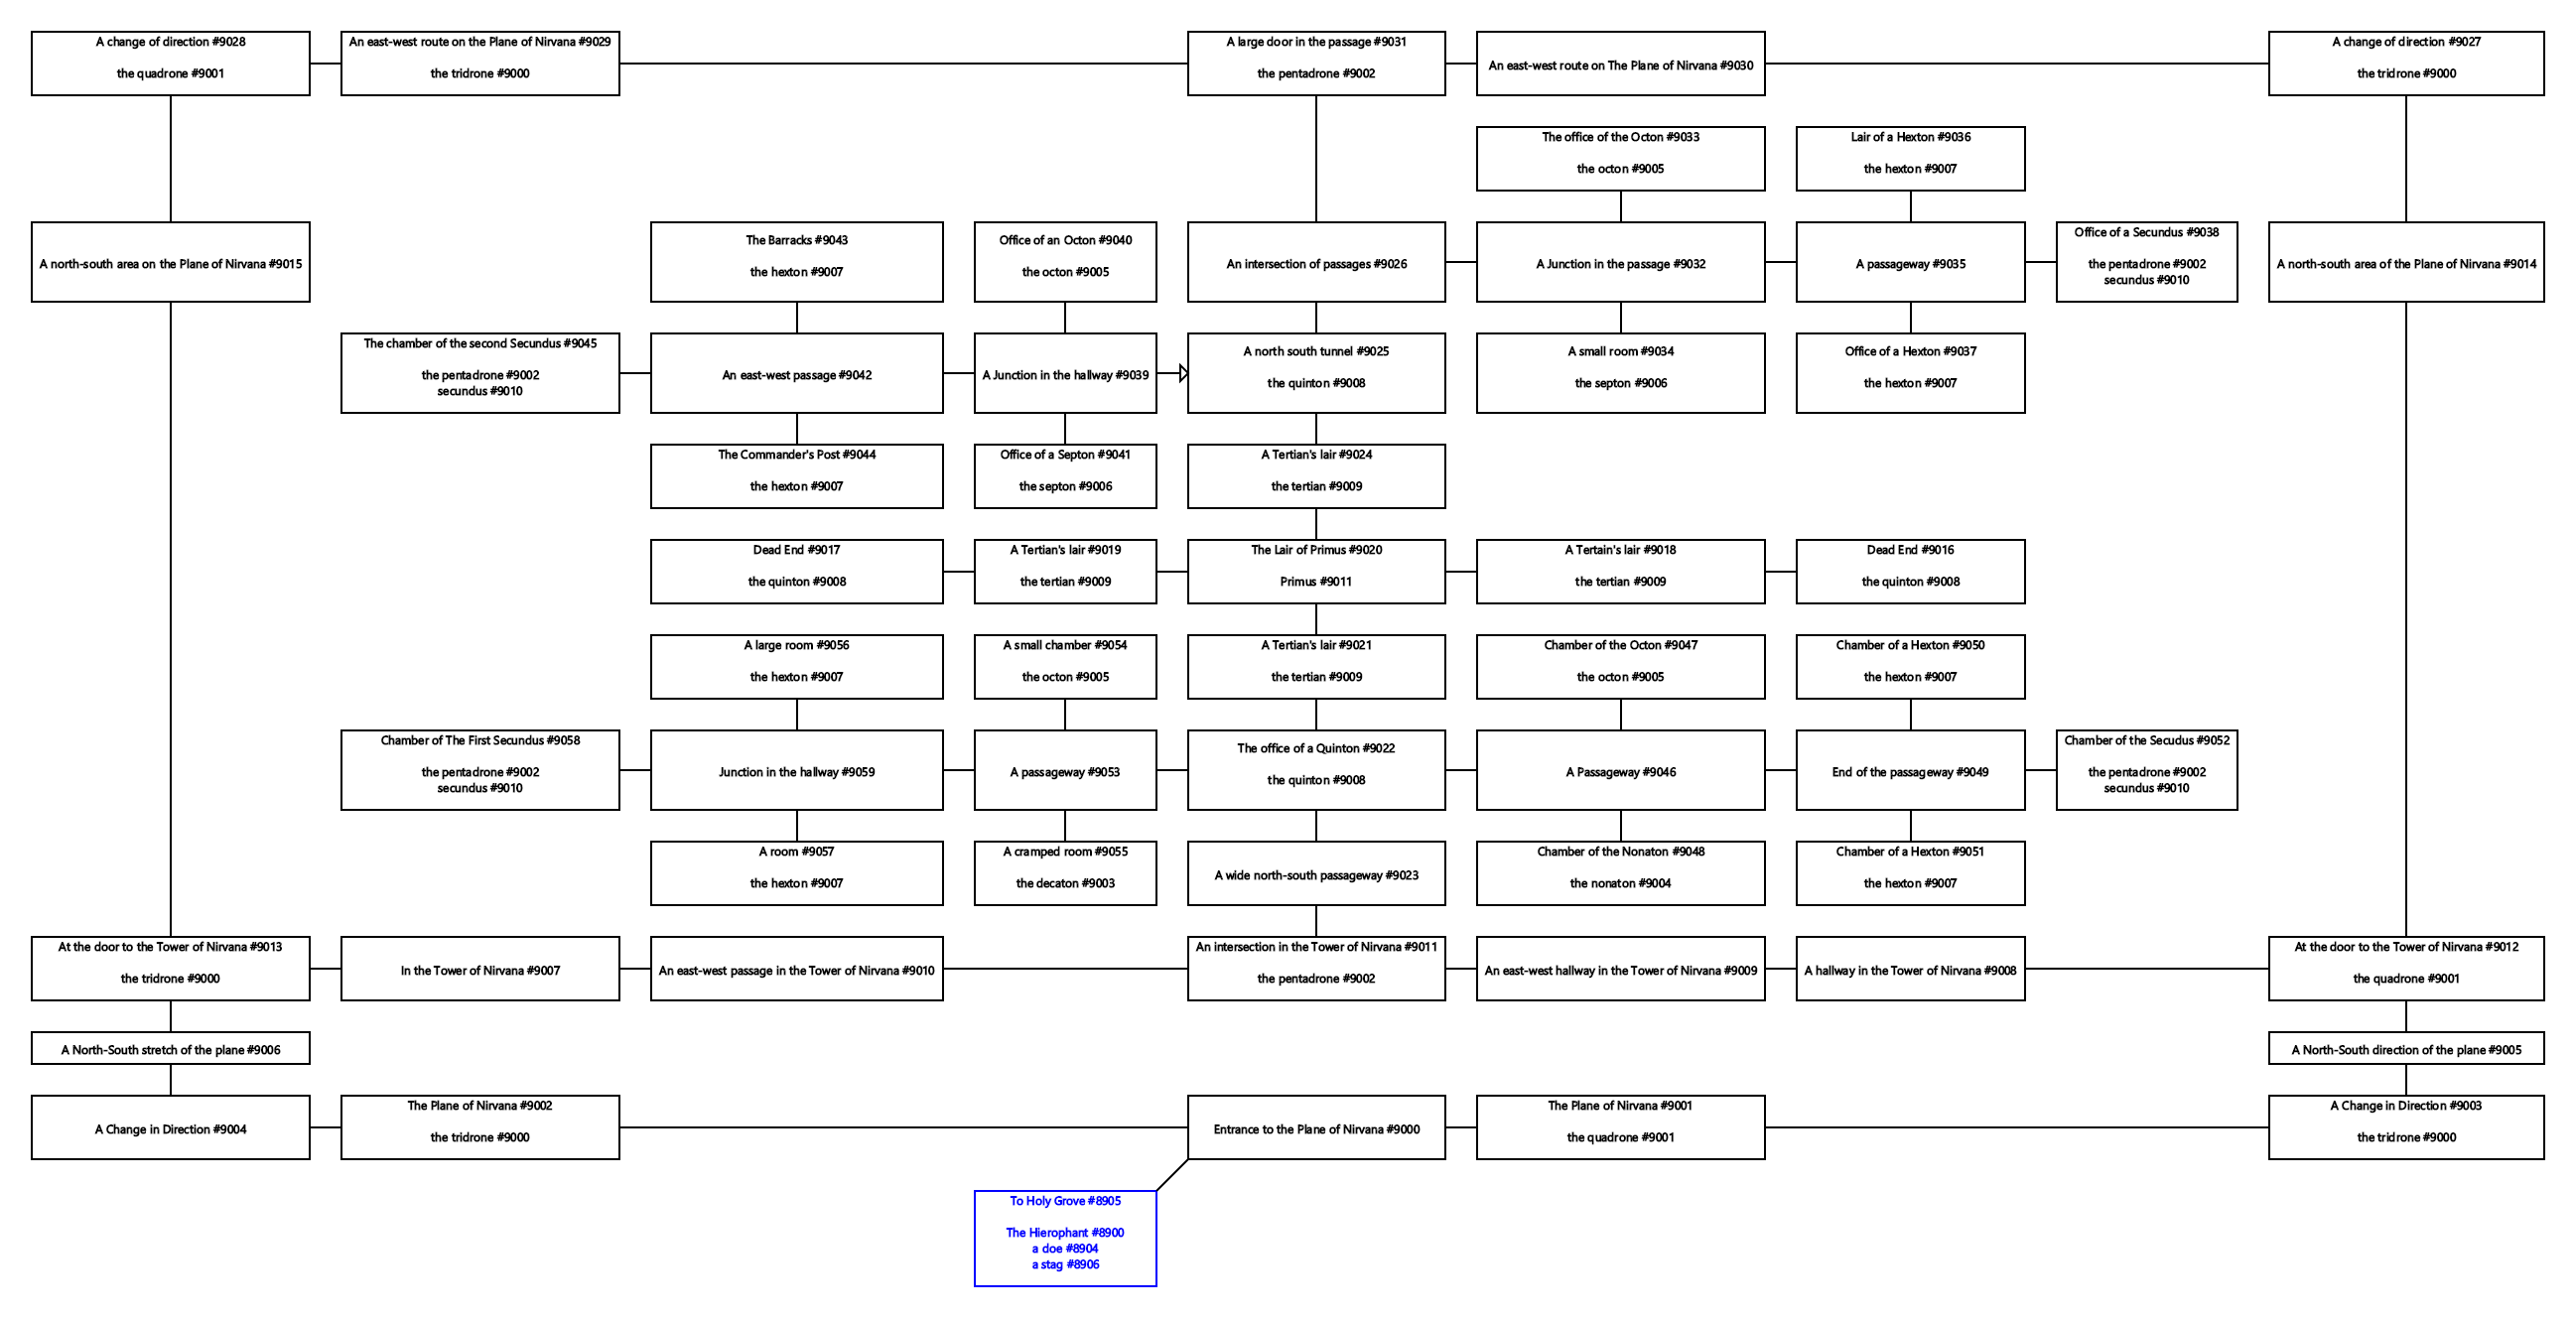 A change of direction #9028
the quadrone #9001
An east-west route on the Plane of Nirvana #9029
the tridrone #9000
A large door in the passage #9031
the pentadrone #9002
An east-west route on The Plane of Nirvana #9030
A change of direction #9027
the tridrone #9000
The office of the Octon #9033
the octon #9005
Lair of a Hexton #9036
the hexton #9007
A north-south area on the Plane of Nirvana #9015
The Barracks #9043
the hexton #9007
Office of an Octon #9040
the octon #9005
An intersection of passages #9026
A Junction in the passage #9032
A passageway #9035
Office of a Secundus #9038
the pentadrone #9002
secundus #9010
A north-south area of the Plane of Nirvana #9014
The chamber of the second Secundus #9045
the pentadrone #9002
secundus #9010
An east-west passage #9042
A Junction in the hallway #9039
A north south tunnel #9025
the quinton #9008
A small room #9034
the septon #9006
Office of a Hexton #9037
the hexton #9007
The Commander's Post #9044
the hexton #9007
Office of a Septon #9041
the septon #9006
A Tertian's lair #9024
the tertian #9009
Dead End #9017
the quinton #9008
A Tertian's lair #9019
the tertian #9009
The Lair of Primus #9020
Primus #9011
A Tertain's lair #9018
the tertian #9009
Dead End #9016
the quinton #9008
A large room #9056
the hexton #9007
A small chamber #9054
the octon #9005
A Tertian's lair #9021
the tertian #9009
Chamber of the Octon #9047
the octon #9005
Chamber of a Hexton #9050
the hexton #9007
Chamber of The First Secundus #9058
the pentadrone #9002
secundus #9010
Junction in the hallway #9059
A passageway #9053
The office of a Quinton #9022
the quinton #9008
A Passageway #9046
End of the passageway #9049
Chamber of the Secudus #9052
the pentadrone #9002
secundus #9010
A room #9057
the hexton #9007
A cramped room #9055
the decaton #9003
A wide north-south passageway #9023
Chamber of the Nonaton #9048
the nonaton #9004
Chamber of a Hexton #9051
the hexton #9007
At the door to the Tower of Nirvana #9013
the tridrone #9000
In the Tower of Nirvana #9007
An east-west passage in the Tower of Nirvana #9010
An intersection in the Tower of Nirvana #9011
the pentadrone #9002
An east-west hallway in the Tower of Nirvana #9009
A hallway in the Tower of Nirvana #9008
At the door to the Tower of Nirvana #9012
the quadrone #9001
A North-South stretch of the plane #9006
A North-South direction of the plane #9005
A Change in Direction #9004
The Plane of Nirvana #9002
the tridrone #9000
Entrance to the Plane of Nirvana #9000
The Plane of Nirvana #9001
the quadrone #9001
A Change in Direction #9003
the tridrone #9000
To Holy Grove #8905
The Hierophant #8900
a doe #8904
a stag #8906